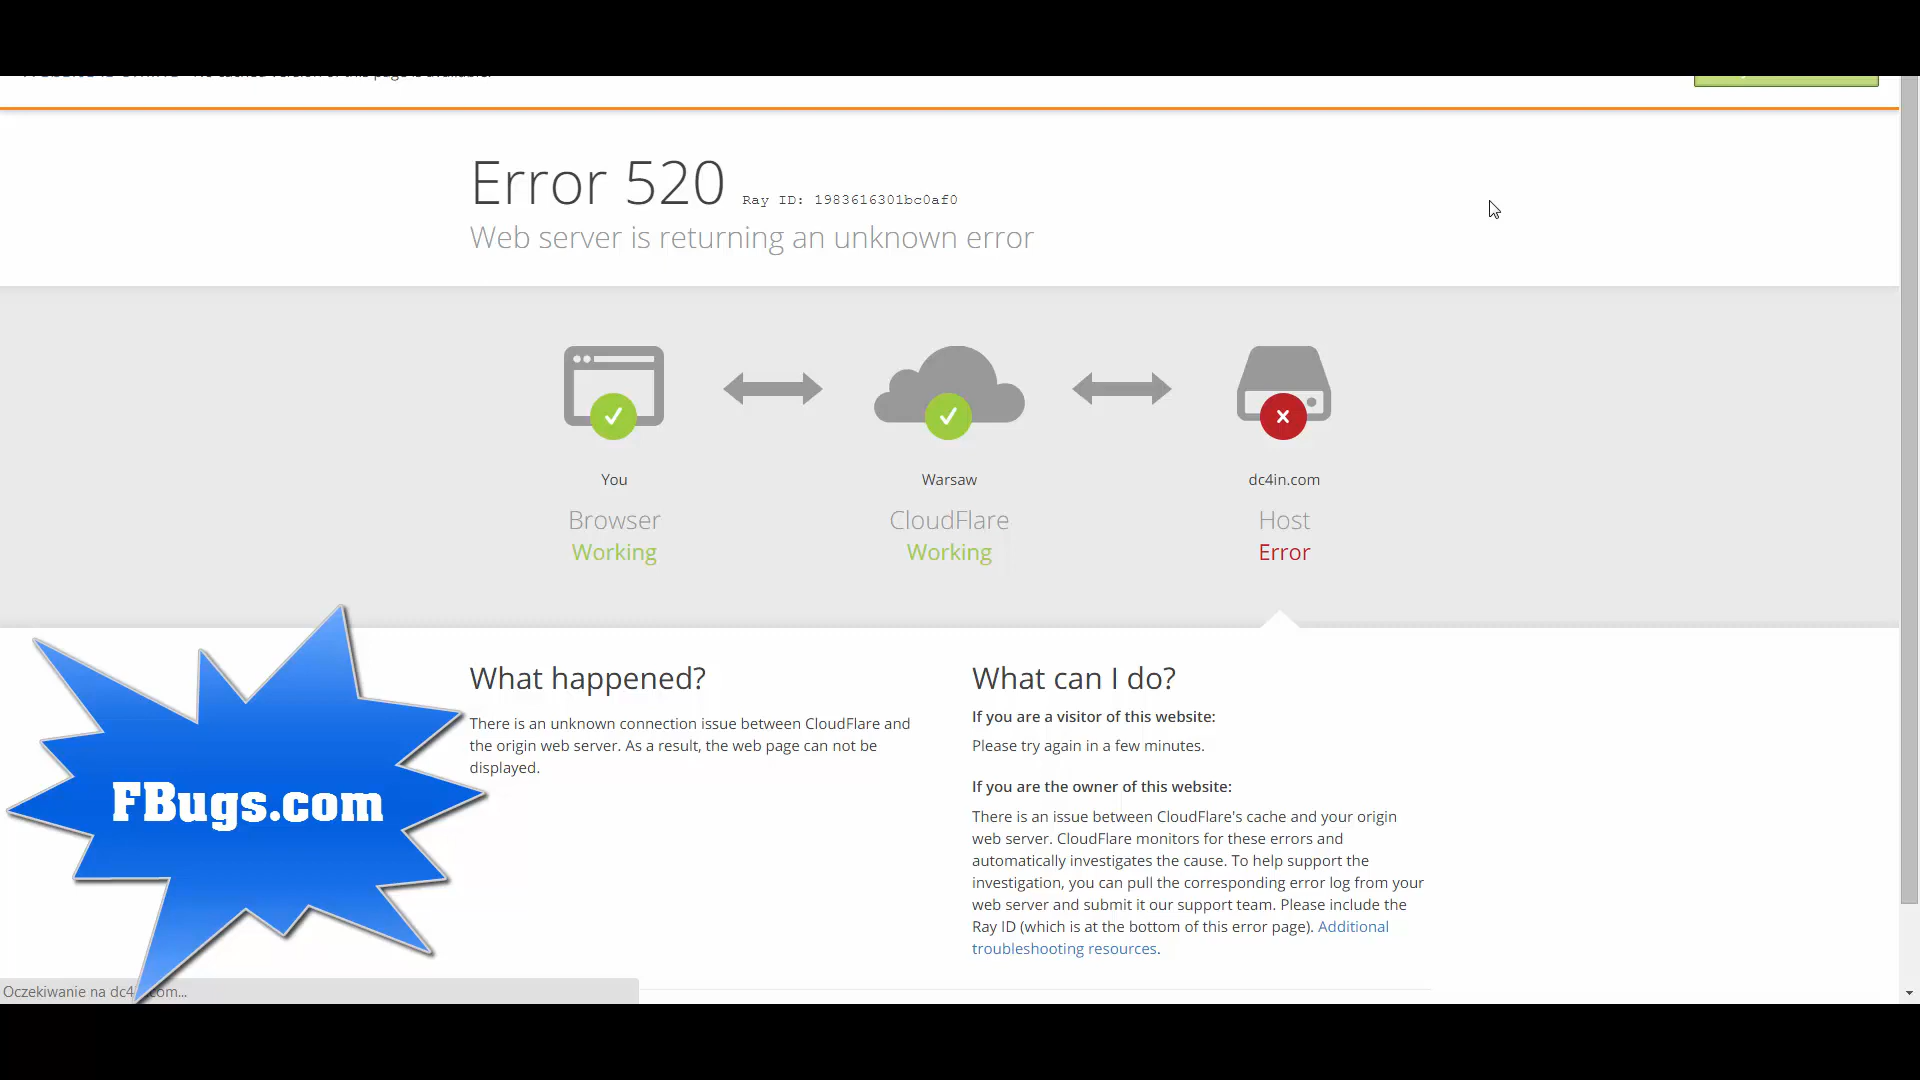 Error 520 Ray ID: 1983616301bc0af0
Web server is returning an unknown error
You
Browser
Working
Warsaw
CloudFlare
Working
dc4in.com
Host
Error
What happened?
There is an unknown connection issue between CloudFlare and
the origin web server. As a result, the web page can not be
displayed.
What can I do?
If you are a visitor of this website:
Please try again in a few minutes.
If you are the owner of this website:
There is an issue between CloudFlare's cache and your origin
web server. CloudFlare monitors for these errors and
automatically investigates the cause. To help support the
investigation, you can pull the corresponding error log from your
web server and submit it our support team. Please include the
Ray ID (which is at the bottom of this error page). Additional
troubleshooting resources.
FBugs.com
Oczekiwanie na